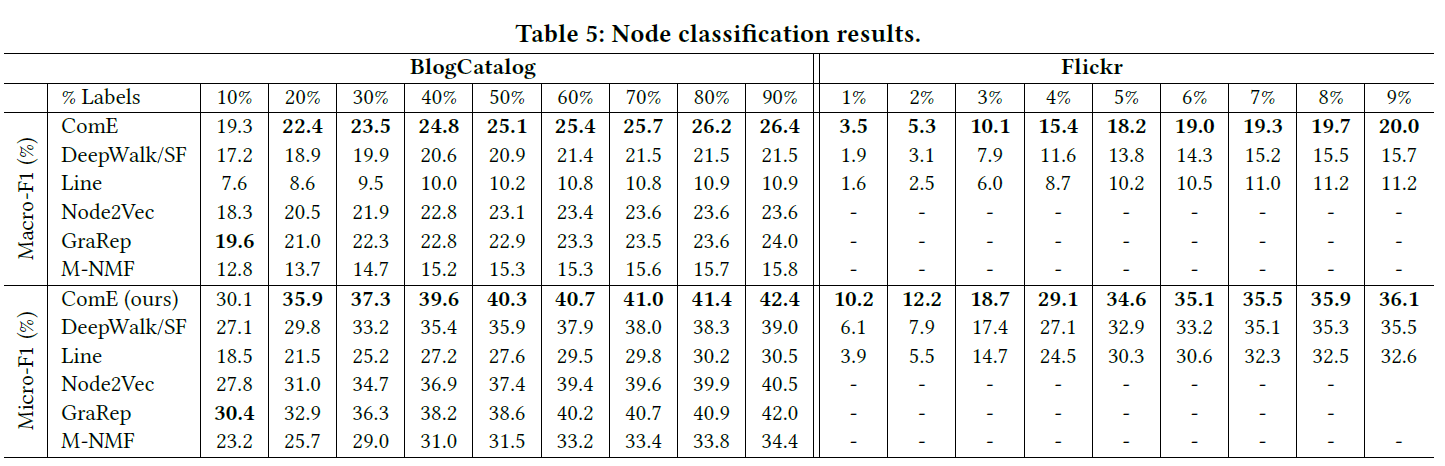 Table 5: Node classification results.
BlogCatalog Flickr
% Labels 10% 20% 30% 40% 50% 60% 70% 80% 90% 1% 2% 3% 4% 5% 6% 7% 8% 9%
Macro-F1 (%)
ComE 19.3 22.4 23.5 24.8 25.1 25.4 25.7 26.2 26.4 3.5 5.3 10.1 15.4 18.2 19.0 19.3 19.7 20.0
DeepWalk/SF 17.2 18.9 19.9 20.6 20.9 21.4 21.5 21.5 21.5 1.9 3.1 7.9 11.6 13.8 14.3 15.2 15.5 15.7
Line 7.6 8.6 9.5 10.0 10.2 10.8 10.8 10.9 10.9 1.6 2.5 6.0 8.7 10.2 10.5 11.0 11.2 11.2
Node2Vec 18.3 20.5 21.9 22.8 23.1 23.4 23.6 23.6 23.6 - - - - - - - - -
GraRep 19.6 21.0 22.3 22.8 22.9 23.3 23.5 23.6 24.0 - - - - - - - - -
M-NMF 12.8 13.7 14.7 15.2 15.3 15.3 15.6 15.7 15.8 - - - - - - - - -
Micro-F1 (%)
ComE (ours) 30.1 35.9 37.3 39.6 40.3 40.7 41.0 41.4 42.4 10.2 12.2 18.7 29.1 34.6 35.1 35.5 35.9 36.1
DeepWalk/SF 27.1 29.8 33.2 35.4 35.9 37.9 38.0 38.3 39.0 6.1 7.9 17.4 27.1 32.9 33.2 35.1 35.3 35.5
Line 18.5 21.5 25.2 27.2 27.6 29.5 29.8 30.2 30.5 3.9 5.5 14.7 24.5 30.3 30.6 32.3 32.5 32.6
Node2Vec 27.8 31.0 34.7 36.9 37.4 39.4 39.6 39.9 40.5 - - - - - - - -
GraRep 30.4 32.9 36.3 38.2 38.6 40.2 40.7 40.9 42.0 - - - - - - - -
M-NMF 23.2 25.7 29.0 31.0 31.5 33.2 33.4 33.8 34.4 - - - - - - - - -